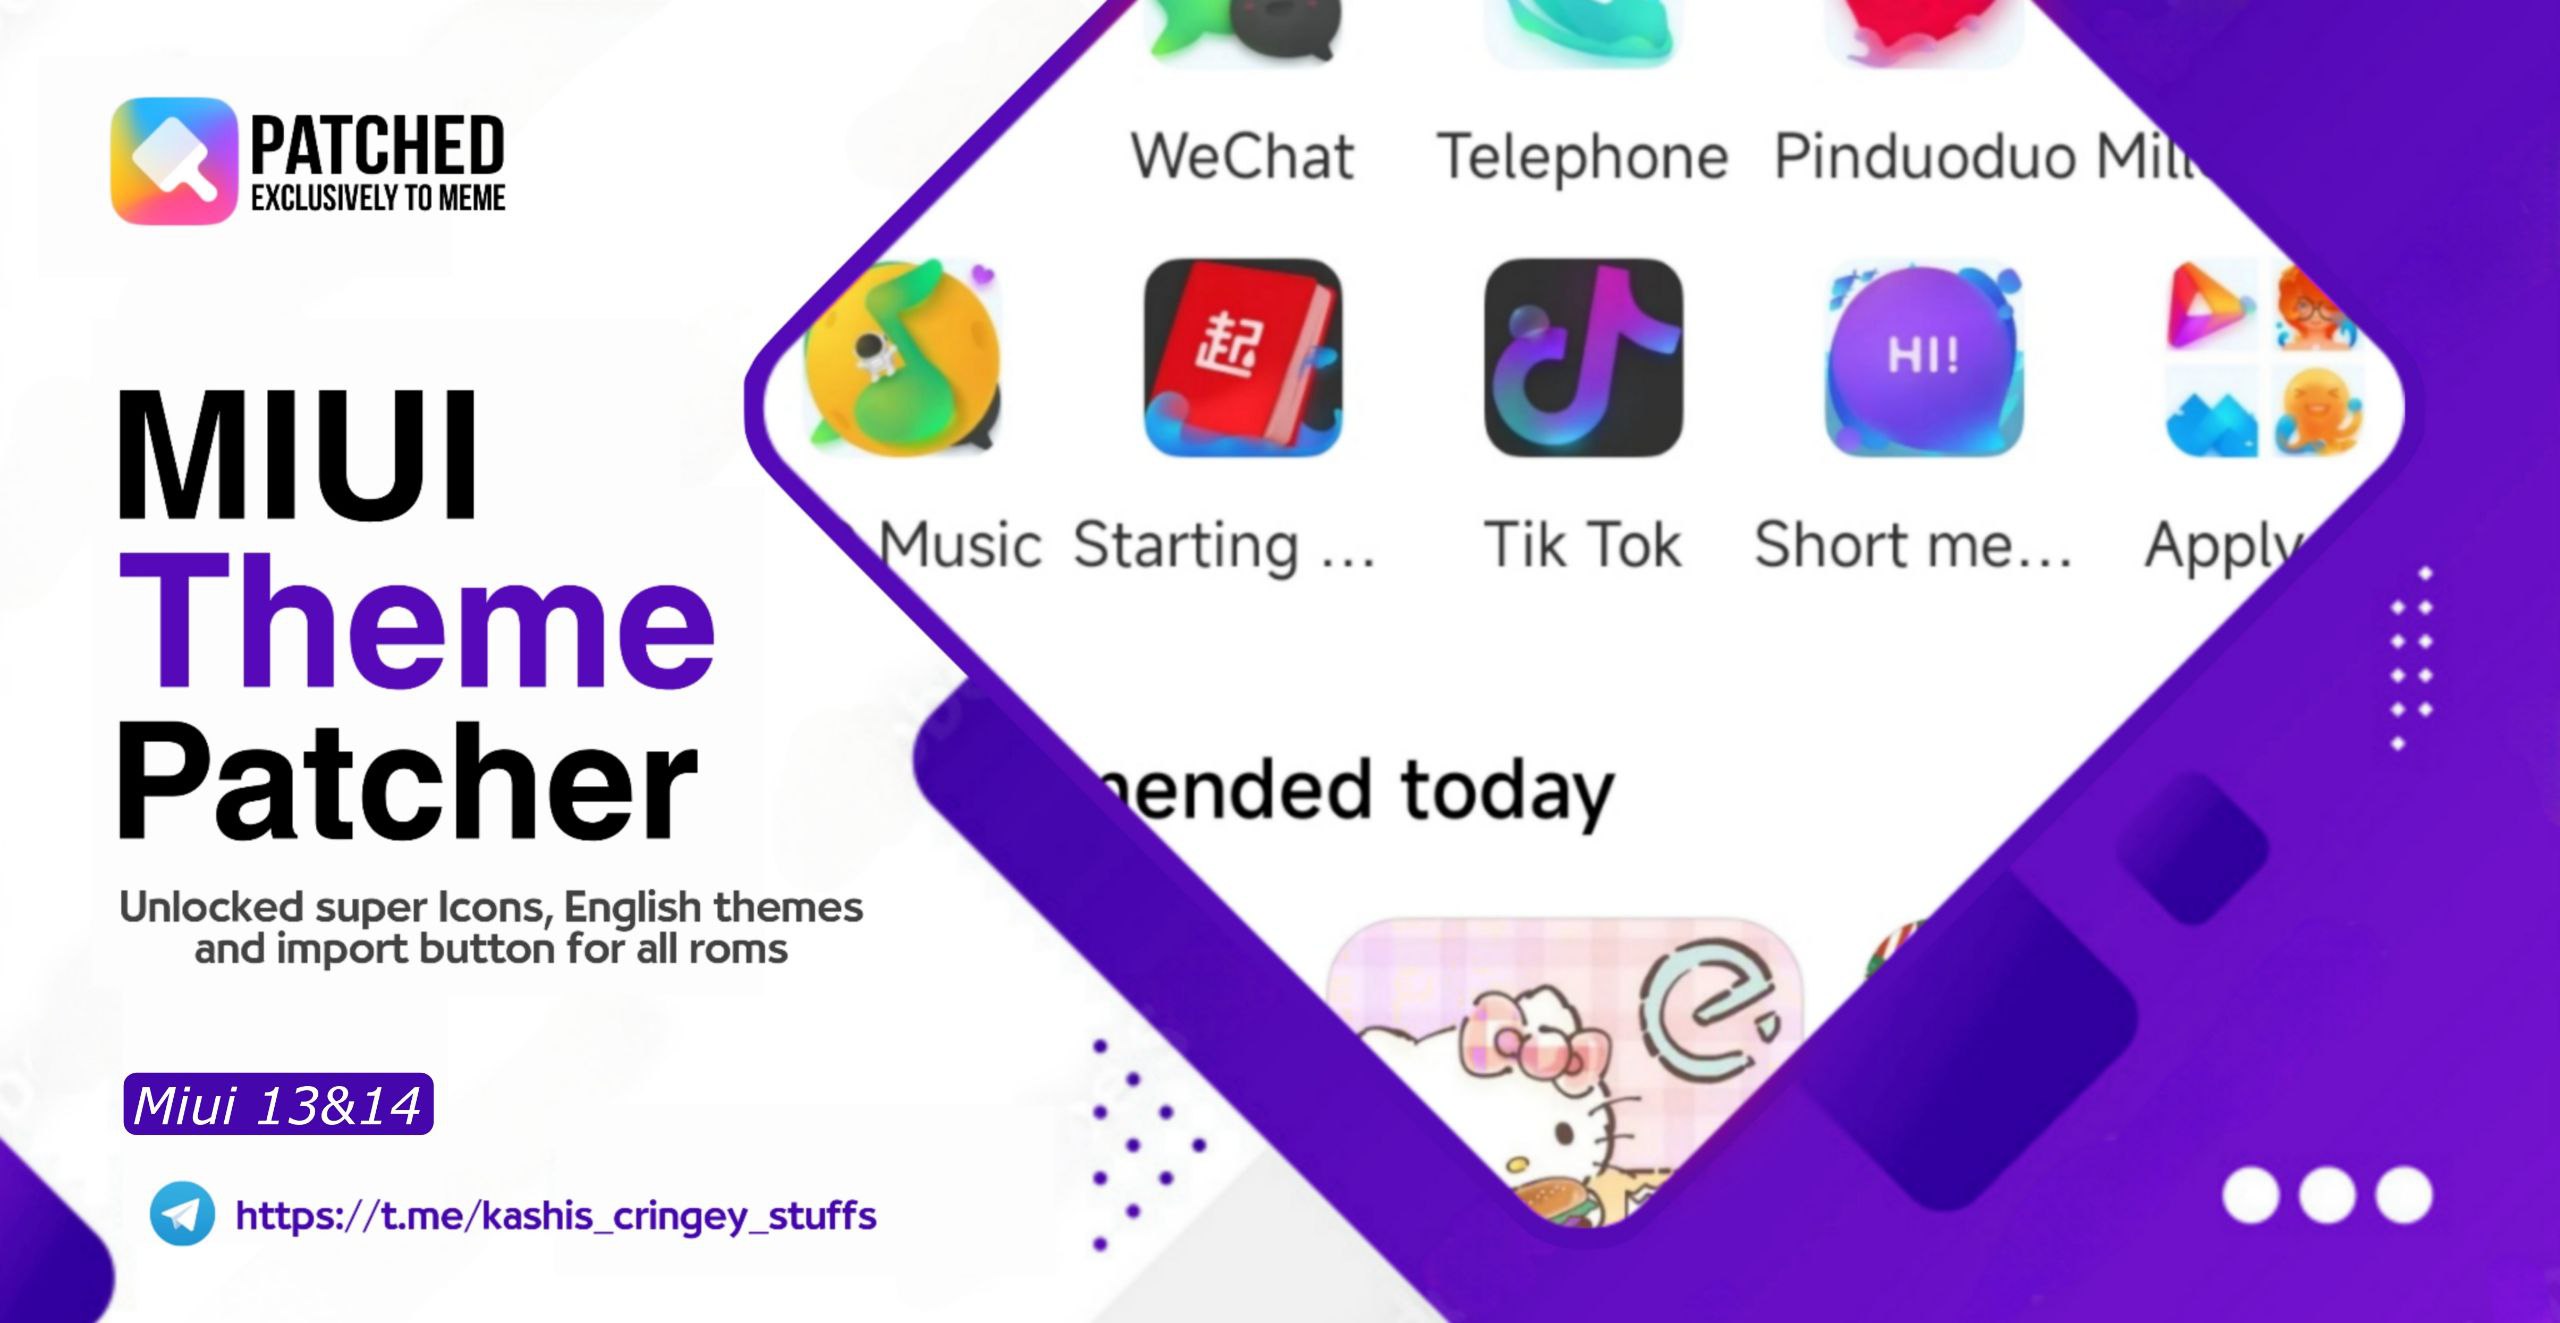 PATCHED
EXCLUSIVELY TO MEME
MIUI
Theme
Patcher
Unlocked super Icons, English themes
and import button for all roms
Miui 13&14
https://t.me/kashis_cringey_stuffs
WeChat Telephone Pinduoduo
起
HI!
Music Starting ... Tik Tok Short me... Apply
today